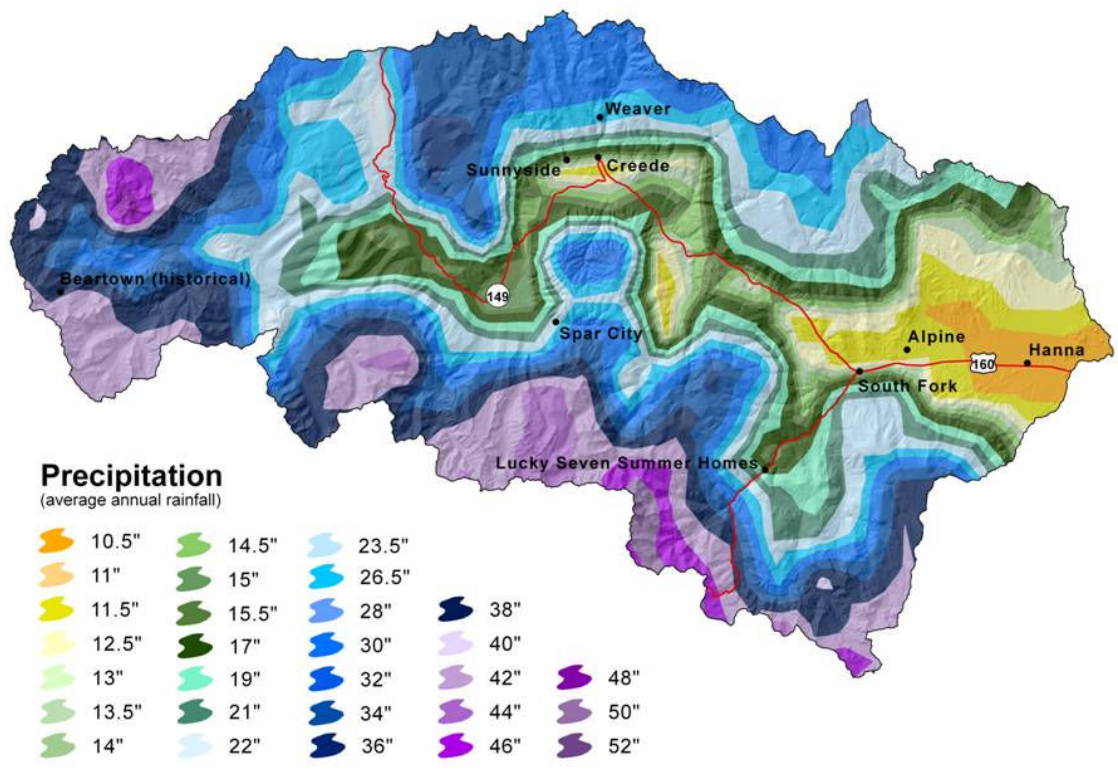 Weaver
Sunnyside
Creede
Beartown (historical)
149
Spar City
Alpine
Hanna
160
South Fork
Lucky Seven Summer Homes
Precipitation
(average annual rainfall)
10.5"
11"
11.5"
12.5"
13"
13.5"
14"
14.5"
15"
15.5"
17"
19"
21"
22"
23.5"
26.5"
28"
30"
32"
34"
36"
38"
40"
42"
44"
46"
48"
50"
52"